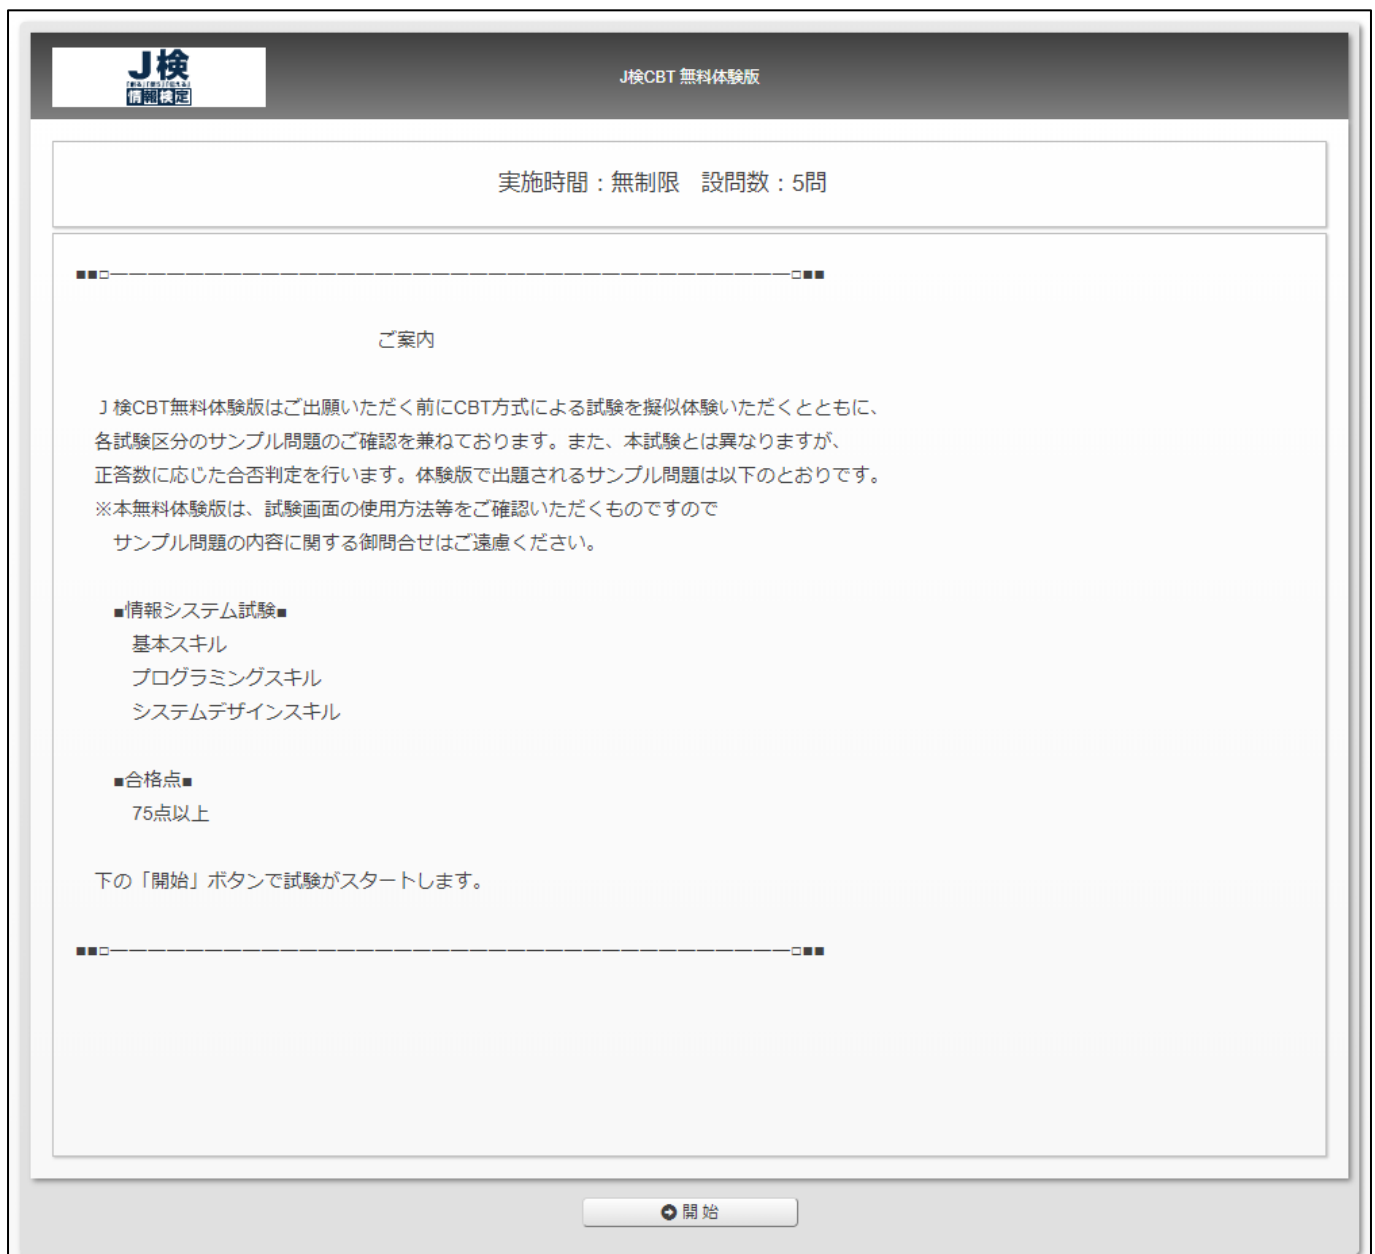 J検
情報検定
J検CBT 無料体験版
実施時間：無制限　設問数：5問
■■□――――――――――――――――――――――――――――――――――――□■■
ご案内
Ｊ検CBT無料体験版はご出願いただく前にCBT方式による試験を擬似体験いただくとともに、
各試験区分のサンプル問題のご確認を兼ねております。また、本試験とは異なりますが、
正答数に応じた合否判定を行います。体験版で出題されるサンプル問題は以下のとおりです。
※本無料体験版は、試験画面の使用方法等をご確認いただくものですので
サンプル問題の内容に関する御問合せはご遠慮ください。
■情報システム試験■
基本スキル
プログラミングスキル
システムデザインスキル
■合格点■
75点以上
下の「開始」ボタンで試験がスタートします。
■■□――――――――――――――――――――――――――――――――――――□■■
開始